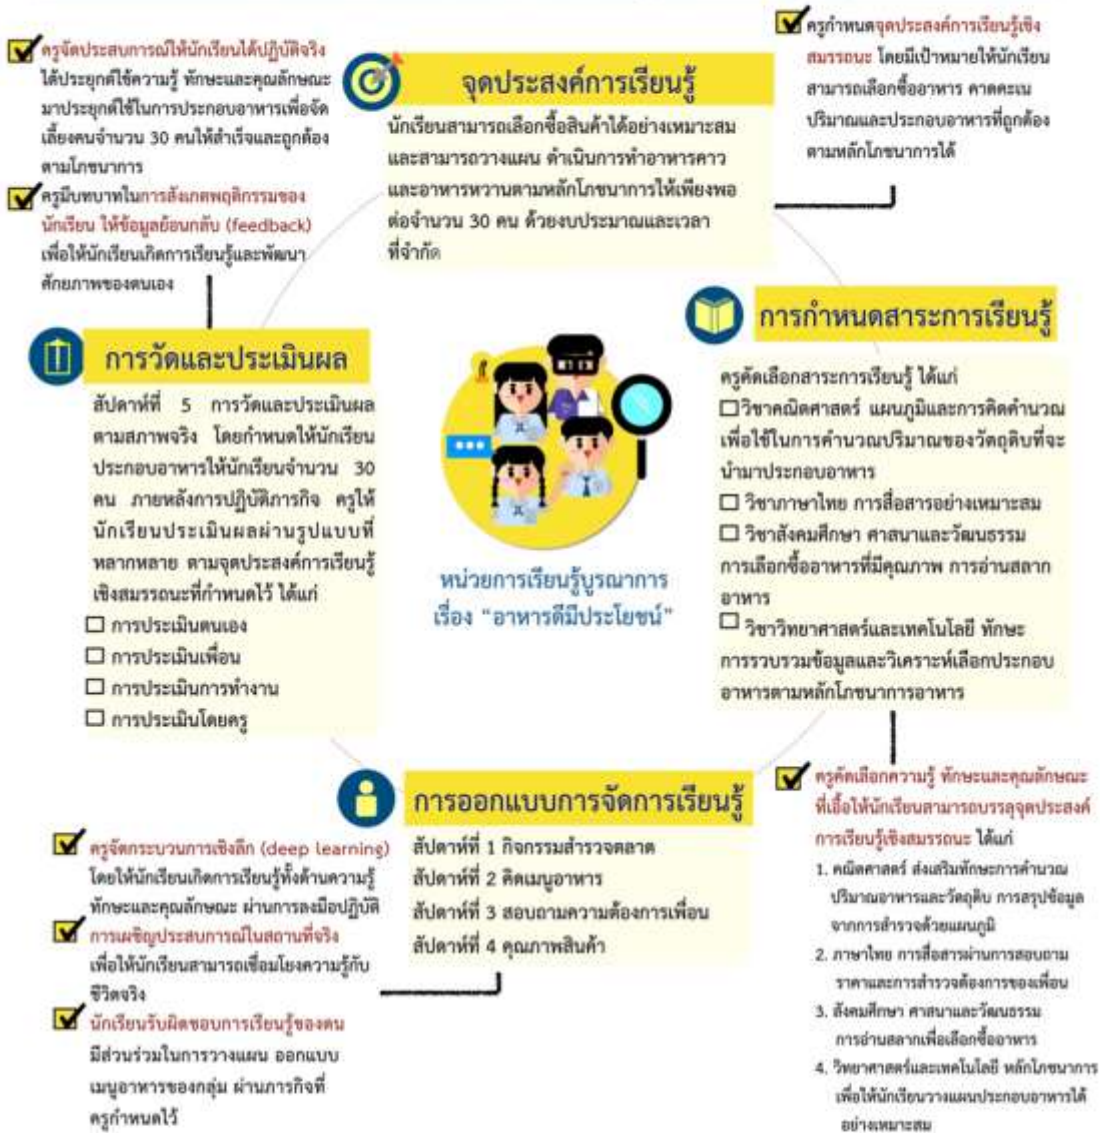 ครูจัดประสบการณ์ให้นักเรียนได้ปฏิบัติจริง
ได้ประยุกต์ใช้ความรู้ ทักษะและคุณลักษณะ
มาประยุกต์ใช้ในการประกอบอาหารเพื่อจัด
เลี้ยงคนจำนวน 30 คนให้สำเร็จและถูกต้อง
ตามโภชนาการ
ครูมีบทบาทในการสังเกตพฤติกรรมของ
นักเรียน ให้ข้อมูลย้อนกลับ (feedback)
เพื่อให้นักเรียนเกิดการเรียนรู้และพัฒนา
ศักยภาพของตนเอง
จุดประสงค์การเรียนรู้
นักเรียนสามารถเลือกซื้อสินค้าได้อย่างเหมาะสม
และสามารถวางแผน ดำเนินการทำอาหารคาว
และอาหารหวานตามหลักโภชนาการให้เพียงพอ
ต่อจำนวน 30 คน ด้วยงบประมาณและเวลา
ที่จำกัด
ครูกำหนดจุดประสงค์การเรียนรู้เชิง
สมรรถนะ โดยมีเป้าหมายให้นักเรียน
สามารถเลือกซื้ออาหาร คาดคะเน
ปริมาณและประกอบอาหารที่ถูกต้อง
ตามหลักโภชนาการได้
การกำหนดสาระการเรียนรู้
ครูคัดเลือกสาระการเรียนรู้ ได้แก่
☐วิชาคณิตศาสตร์ แผนภูมิและการคิดคำนวณ
เพื่อใช้ในการคำนวณปริมาณของวัตถุดิบที่จะ
นำมาประกอบอาหาร
☐ วิชาภาษาไทย การสื่อสารอย่างเหมาะสม
☐ วิชาสังคมศึกษา ศาสนาและวัฒนธรรม
การเลือกซื้ออาหารที่มีคุณภาพ การอ่านสลาก
อาหาร
☐ วิชาวิทยาศาสตร์และเทคโนโลยี ทักษะ
การรวบรวมข้อมูลและวิเคราะห์เลือกประกอบ
อาหารตามหลักโภชนาการอาหาร
การวัดและประเมินผล
สัปดาห์ที่ 5 การวัดและประเมินผล
ตามสภาพจริง โดยกำหนดให้นักเรียน
ประกอบอาหารให้นักเรียนจำนวน 30
คน ภายหลังการปฏิบัติภารกิจ ครูให้
นักเรียนประเมินผลผ่านรูปแบบที่
หลากหลาย ตามจุดประสงค์การเรียนรู้
เชิงสมรรถนะที่กำหนดไว้ ได้แก่
☐ การประเมินตนเอง
☐ การประเมินเพื่อน
☐ การประเมินการทำงาน
☐ การประเมินโดยครู
หน่วยการเรียนรู้บูรณาการ
เรื่อง "อาหารดีมีประโยชน์"
การออกแบบการจัดการเรียนรู้
สัปดาห์ที่ 1 กิจกรรมสำรวจตลาด
สัปดาห์ที่ 2 คิดเมนูอาหาร
สัปดาห์ที่ 3 สอบถามความต้องการเพื่อน
สัปดาห์ที่ 4 คุณภาพสินค้า
ครูจัดกระบวนการเชิงลึก (deep learning)
โดยให้นักเรียนเกิดการเรียนรู้ทั้งด้านความรู้
ทักษะและคุณลักษณะ ผ่านการลงมือปฏิบัติ
การเผชิญประสบการณ์ในสถานที่จริง
เพื่อให้นักเรียนสามารถเชื่อมโยงความรู้กับ
ชีวิตจริง
นักเรียนรับผิดชอบการเรียนรู้ของตน
มีส่วนร่วมในการวางแผน ออกแบบ
เมนูอาหารของกลุ่ม ผ่านภารกิจที่
ครูกำหนดไว้
ครูคัดเลือกความรู้ ทักษะและคุณลักษณะ
ที่เอื้อให้นักเรียนสามารถบรรลุจุดประสงค์
การเรียนรู้เชิงสมรรถนะ ได้แก่
1. คณิตศาสตร์ ส่งเสริมทักษะการคำนวณ
ปริมาณอาหารและวัตถุดิบ การสรุปข้อมูล
จากการสำรวจด้วยแผนภูมิ
2. ภาษาไทย การสื่อสารผ่านการสอบถาม
ราคาและการสำรวจต้องการของเพื่อน
3. สังคมศึกษา ศาสนาและวัฒนธรรม
การอ่านสลากเพื่อเลือกซื้ออาหาร
4. วิทยาศาสตร์และเทคโนโลยี หลักโภชนาการ
เพื่อให้นักเรียนวางแผนประกอบอาหารได้
อย่างเหมาะสม